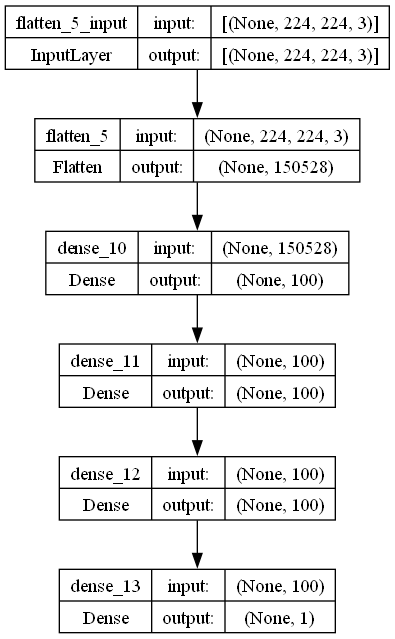 flatten_5_input input: [(None, 224, 224, 3)]
InputLayer output: [(None, 224, 224, 3)]
flatten_5 input: (None, 224, 224, 3)
Flatten output: (None, 150528)
dense_10 input: (None, 150528)
Dense output: (None, 100)
dense_11 input: (None, 100)
Dense output: (None, 100)
dense_12 input: (None, 100)
Dense output: (None, 100)
dense_13 input: (None, 100)
Dense output: (None, 1)